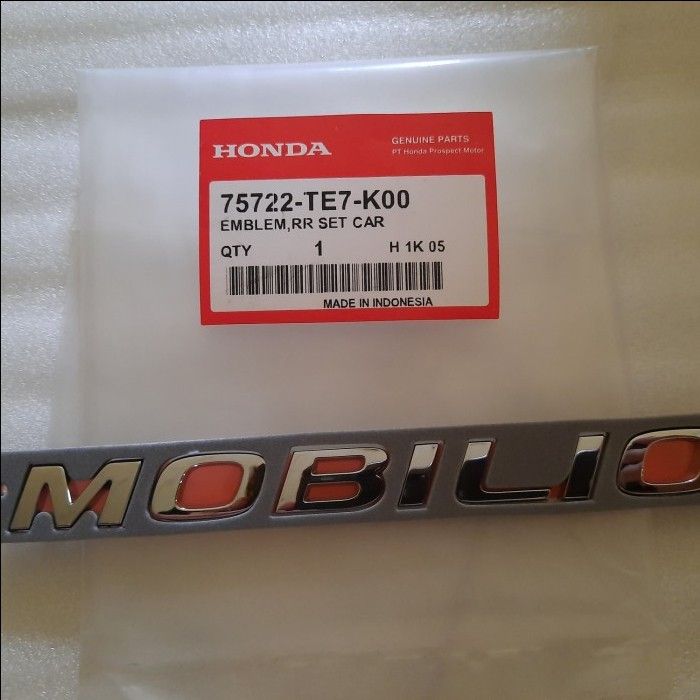 HONDA
GENUINE PARTS
PT Honda Prospect Motor
75722-TE7-K00
EMBLEM,RR SET CAR
QTY 1 H 1K 05
MADE IN INDONESIA
MOBILIO